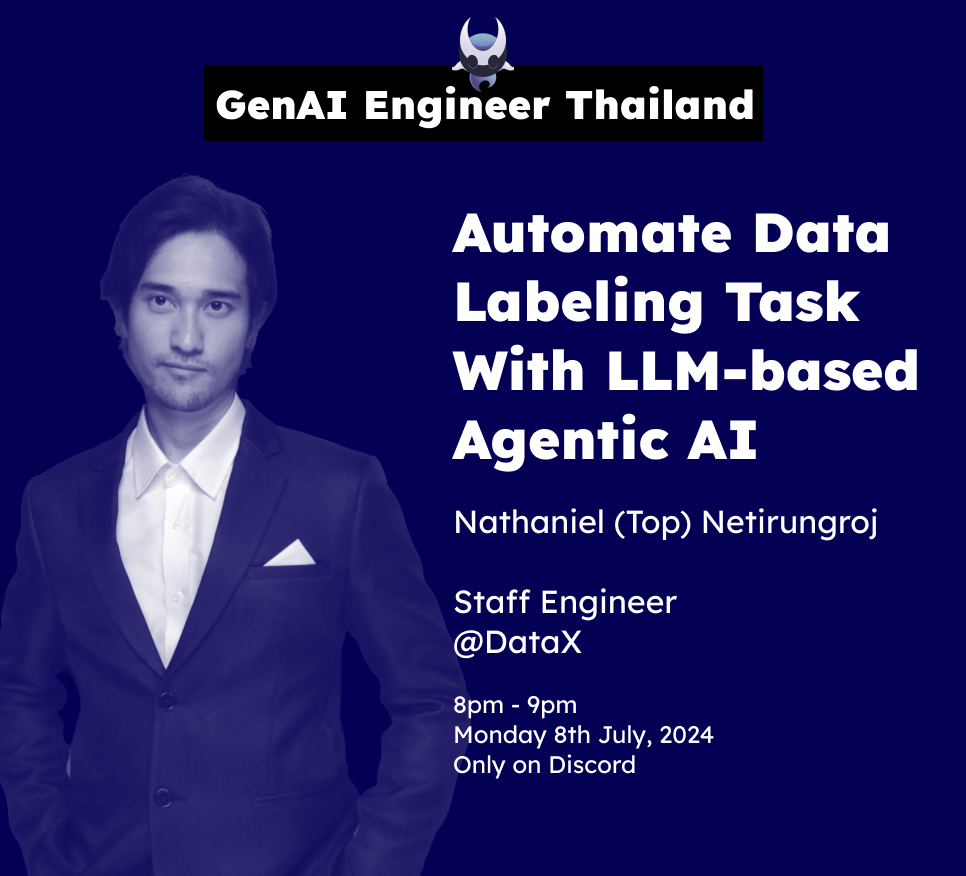 GenAI Engineer Thailand
Automate Data
Labeling Task
With LLM-based
Agentic AI
Nathaniel (Top) Netirungroj
Staff Engineer
@DataX
8pm - 9pm
Monday 8th July, 2024
Only on Discord